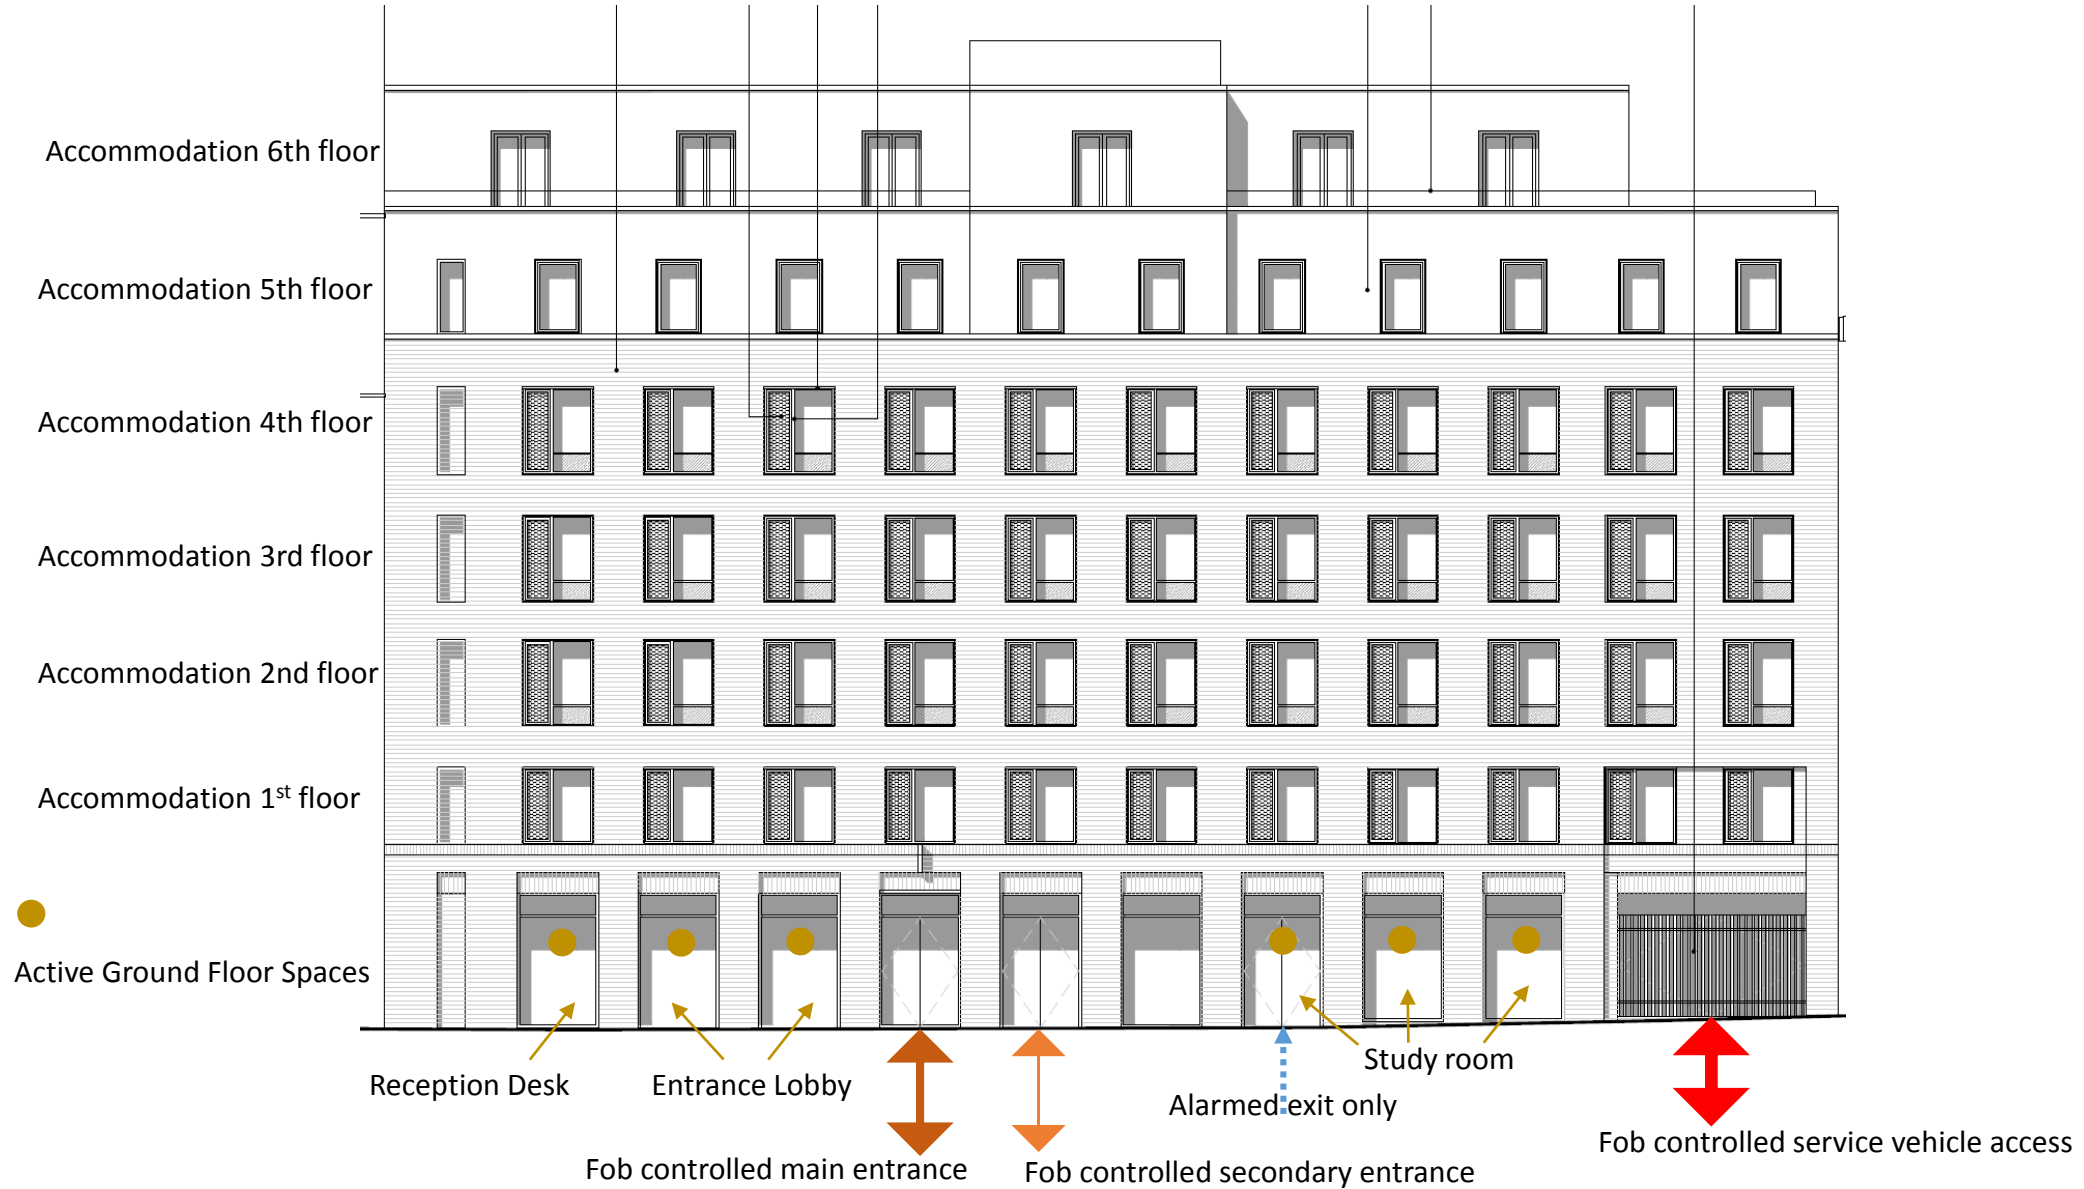 Accommodation 6th floor
Accommodation 5th floor
Accommodation 4th floor
Accommodation 3rd floor
Accommodation 2nd floor
Accommodation 1st floor
Active Ground Floor Spaces
Reception Desk
Entrance Lobby
Study room
Alarmed exit only
Fob controlled main entrance
Fob controlled secondary entrance
Fob controlled service vehicle access